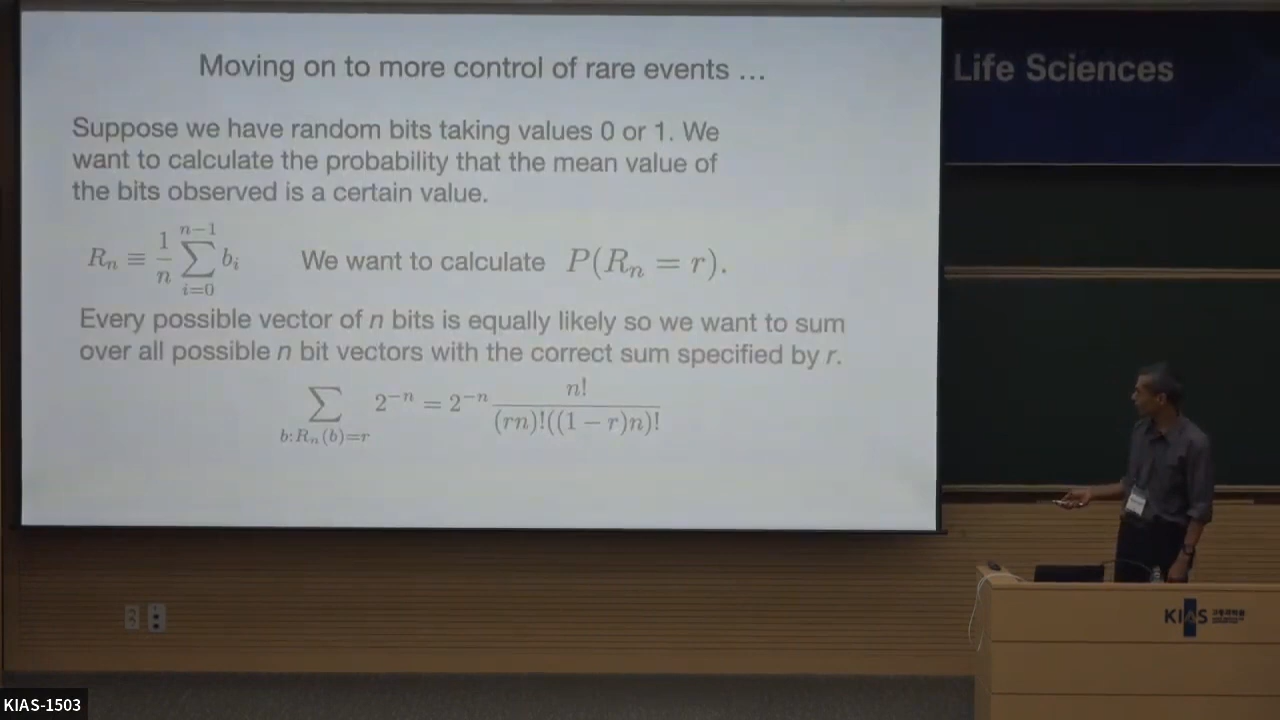 Moving on to more control of rare events …
Life Sciences
Suppose we have random bits taking values 0 or 1. We
want to calculate the probability that the mean value of
the bits observed is a certain value.
R_n ≡ \frac{1}{n} \sum_{i=0}^{n-1} b_i We want to calculate P(R_n = r).
Every possible vector of n bits is equally likely so we want to sum
over all possible n bit vectors with the correct sum specified by r.
\sum_{b:R_n(b)=r} 2^{-n} = 2^{-n} \frac{n!}{(rn)!((1 − r)n)!}
KIAS
KIAS-1503